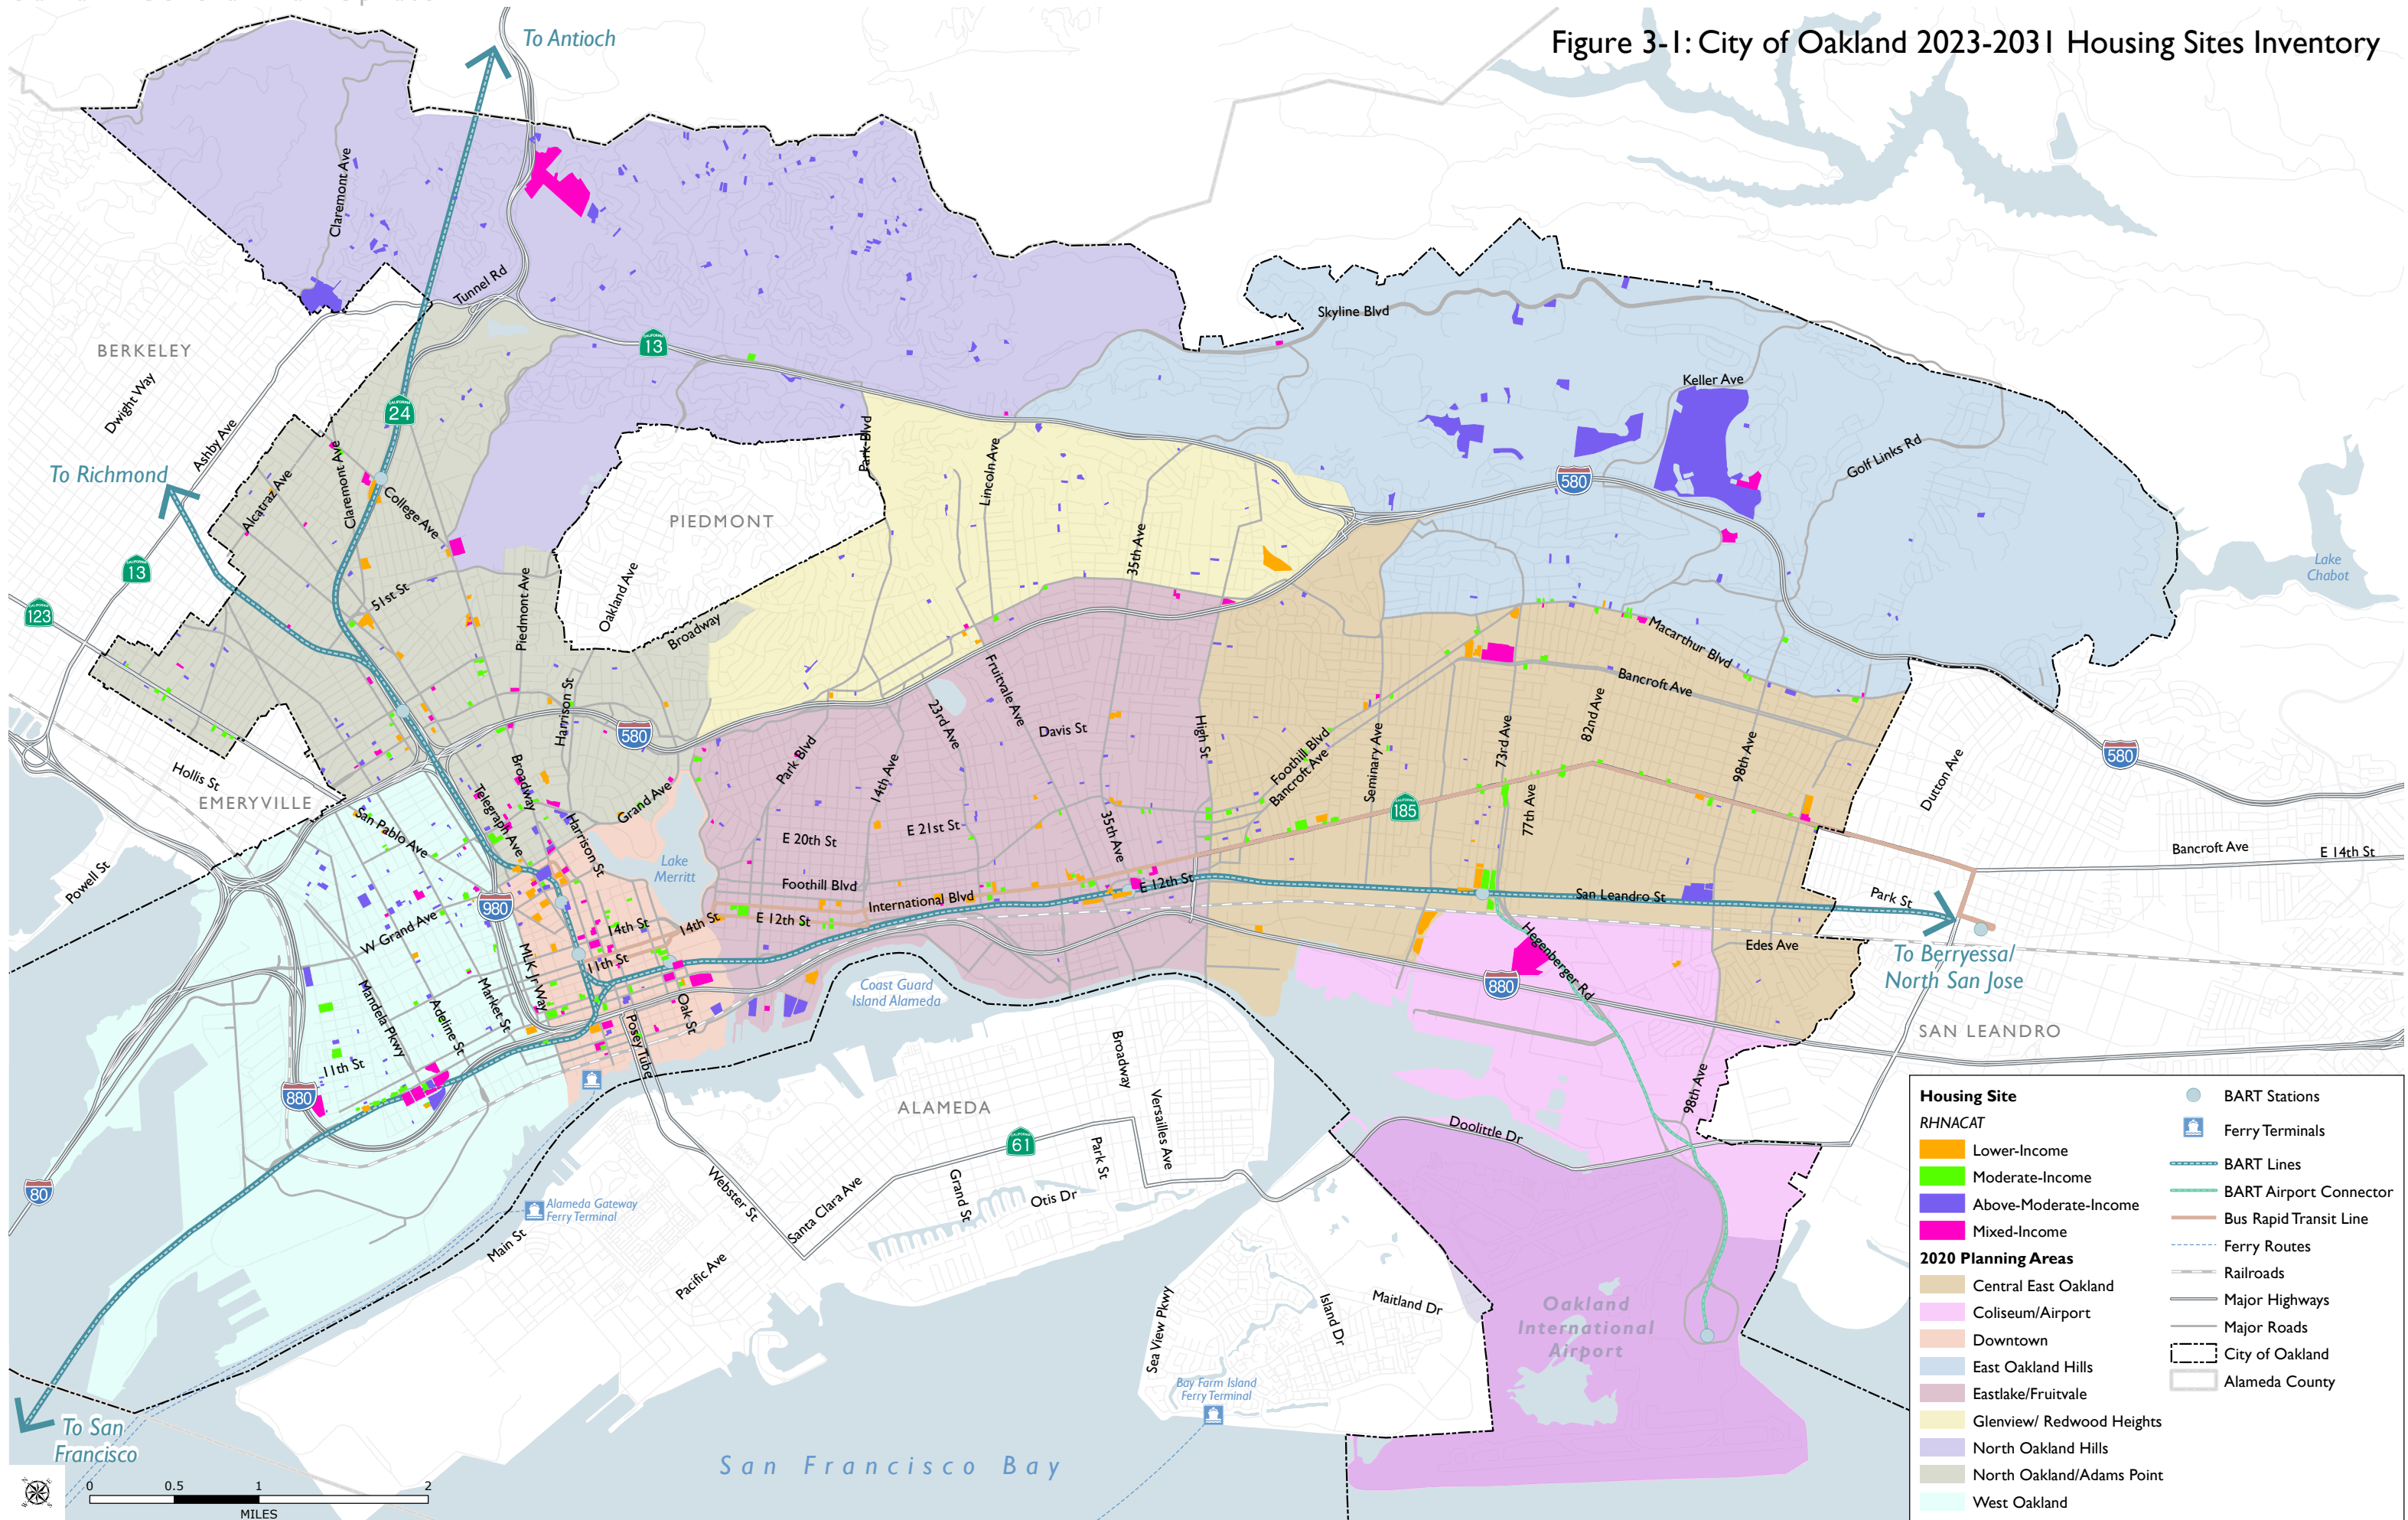 Figure 3-1: City of Oakland 2023-2031 Housing Sites Inventory
To Antioch
Claremont Ave
Tunnel Rd
BERKELEY
Dwight Way
Ashby Ave
13
24
Skyline Blvd
Keller Ave
Golf Links Rd
580
Lake
Chabot
To Richmond
Alcatraz Ave
Claremont Ave
College Ave
PIEDMONT
Park Blvd
Lincoln Ave
35th Ave
13
123
51st St
Piedmont Ave
Oakland Ave
Broadway
Macarthur Blvd
Bancroft Ave
Hollis St
EMERYVILLE
Harrison St
580
Broadway
Grand Ave
Telegraph Ave
Harrison St
San Pablo Ave
Powell St
Fruitvale Ave
23rd Ave
Davis St
High St
Park Blvd
14th Ave
35th Ave
E 20th St
E 21st St
Foothill Blvd
Bancroft Ave
Seminary Ave
73rd Ave
82nd Ave
77th Ave
98th Ave
185
Dutton Ave
580
Bancroft Ave
E 14th St
Lake
Merritt
Foothill Blvd
International Blvd
E 12th St
E 12th St
San Leandro St
Park St
980
W Grand Ave
14th St
14th St
11th St
MLK Jr Way
Market St
Mandela Pkwy
Adeline St
Oak St
Posey Tube
11th St
880
80
Coast Guard
Island Alameda
Hegenberger Rd
880
Edes Ave
To Berryessa/
North San Jose
SAN LEANDRO
98th Ave
Doolittle Dr
ALAMEDA
61
Broadway
Versailles Ave
Park St
Grand St
Otis Dr
Webster St
Santa Clara Ave
Pacific Ave
Main St
Alameda Gateway
Ferry Terminal
Sea View Pkwy
Island Dr
Maitland Dr
Bay Farm Island
Ferry Terminal
Oakland
International
Airport
To San
Francisco
San Francisco Bay
N
E
S
W
0
0.5
1
2
MILES
Housing Site
RHNACAT
Lower-Income
Moderate-Income
Above-Moderate-Income
Mixed-Income
2020 Planning Areas
Central East Oakland
Coliseum/Airport
Downtown
East Oakland Hills
Eastlake/Fruitvale
Glenview/ Redwood Heights
North Oakland Hills
North Oakland/Adams Point
West Oakland
BART Stations
Ferry Terminals
BART Lines
BART Airport Connector
Bus Rapid Transit Line
Ferry Routes
Railroads
Major Highways
Major Roads
City of Oakland
Alameda County